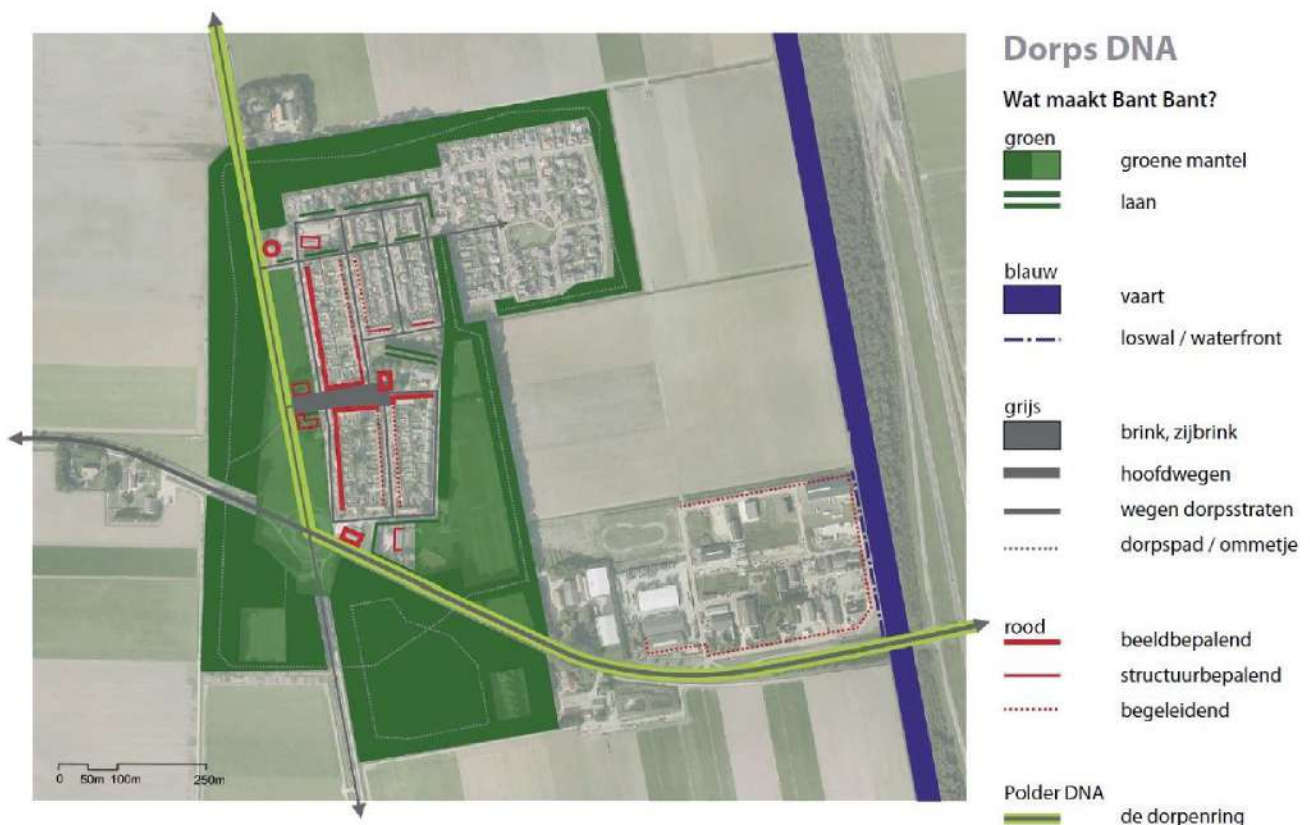 Dorps DNA
Wat maakt Bant Bant?
groen
groene mantel
laan
blauw
vaart
loswal / waterfront
grijs
brink, zijbrink
hoofdwegen
wegen dorpsstraten
dorpspad / ommetje
rood
beeldbepalend
structuurbepalend
begeleidend
Polder DNA
de dorpenring
0 50m 100m 250m